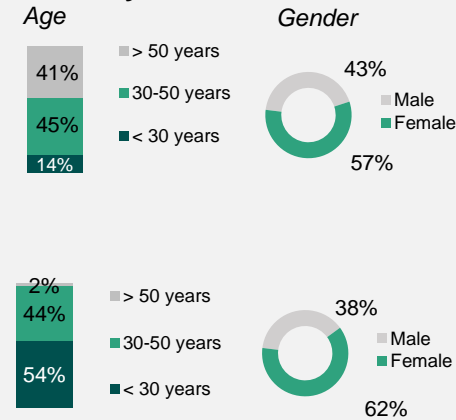 Age
Gender
41%
45%
14%
> 50 years
30-50 years
< 30 years
43%
57%
Male
Female
2%
44%
54%
> 50 years
30-50 years
< 30 years
38%
62%
Male
Female